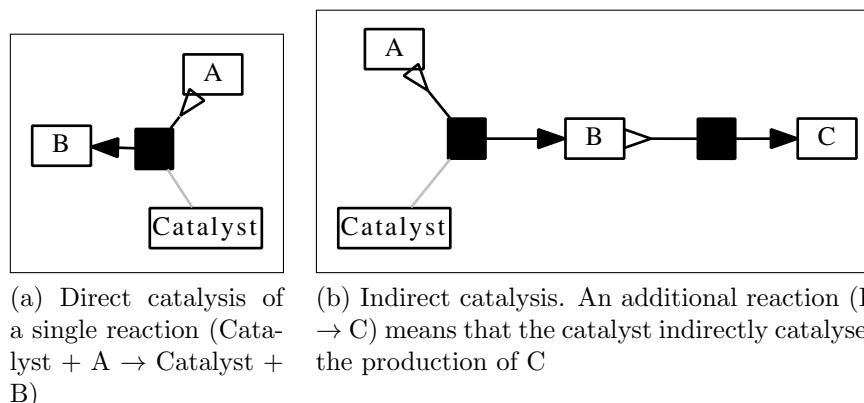 A
B
Catalyst
(a) Direct catalysis of
a single reaction (Cata-
lyst + A → Catalyst +
B)
A
B
C
Catalyst
(b) Indirect catalysis. An additional reaction (
→ C) means that the catalyst indirectly catalyse
the production of C